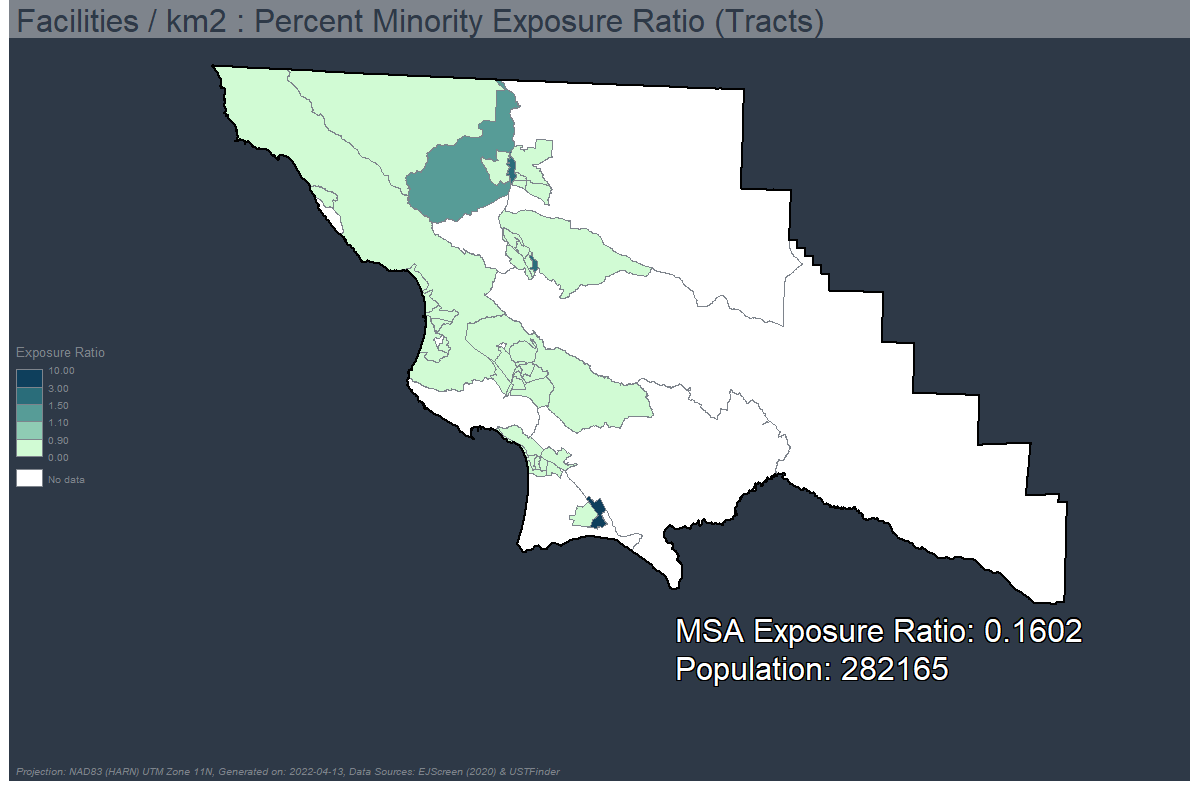 Facilities / km2 : Percent Minority Exposure Ratio (Tracts)
Exposure Ratio
10.00
3.00
1.50
1.10
0.90
0.00
No data
MSA Exposure Ratio: 0.1602
Population: 282165
Projection: NAD83 (HARN) UTM Zone 11N, Generated on: 2022-04-13, Data Sources: EJScreen (2020) & USTFinder